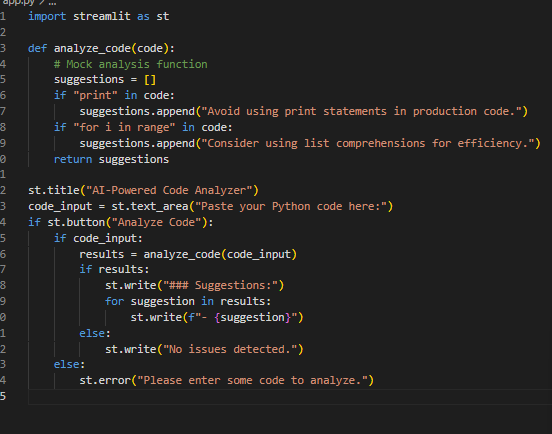 app.py > ...
1 import streamlit as st
2
3 def analyze_code(code):
4 # Mock analysis function
5 suggestions = []
6 if "print" in code:
7 suggestions.append("Avoid using print statements in production code.")
8 if "for i in range" in code:
9 suggestions.append("Consider using list comprehensions for efficiency.")
0 return suggestions
1
2 st.title("AI-Powered Code Analyzer")
3 code_input = st.text_area("Paste your Python code here:")
4 if st.button("Analyze Code"):
5 if code_input:
6 results = analyze_code(code_input)
7 if results:
8 st.write("### Suggestions:")
9 for suggestion in results:
0 st.write(f"- {suggestion}")
1 else:
2 st.write("No issues detected.")
3 else:
4 st.error("Please enter some code to analyze.")
5